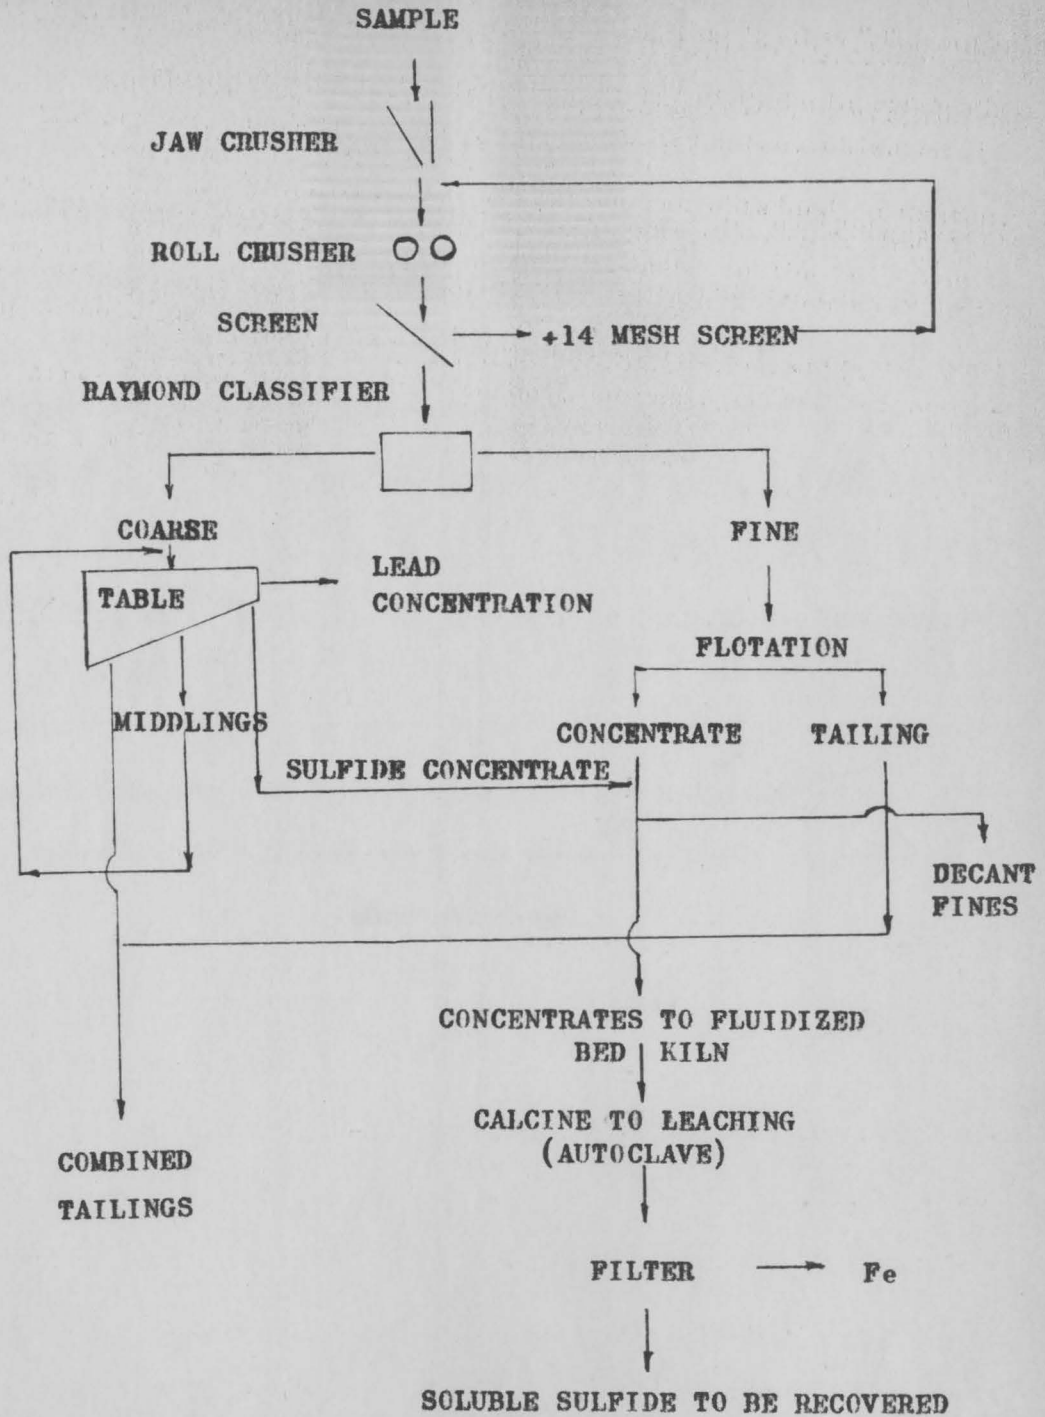 SAMPLE
JAW CRUSHER
ROLL CRUSHER
SCREEN
+14 MESH SCREEN
RAYMOND CLASSIFIER
COARSE
FINE
LEAD
CONCENTRATION
TABLE
FLOTATION
MIDDLINGS
CONCENTRATE
TAILING
SULFIDE CONCENTRATE
DECANT
FINES
CONCENTRATES TO FLUIDIZED
BED KILN
CALCINE TO LEACHING
(AUTOCLAVE)
COMBINED
TAILINGS
FILTER
Fe
SOLUBLE SULFIDE TO BE RECOVERED